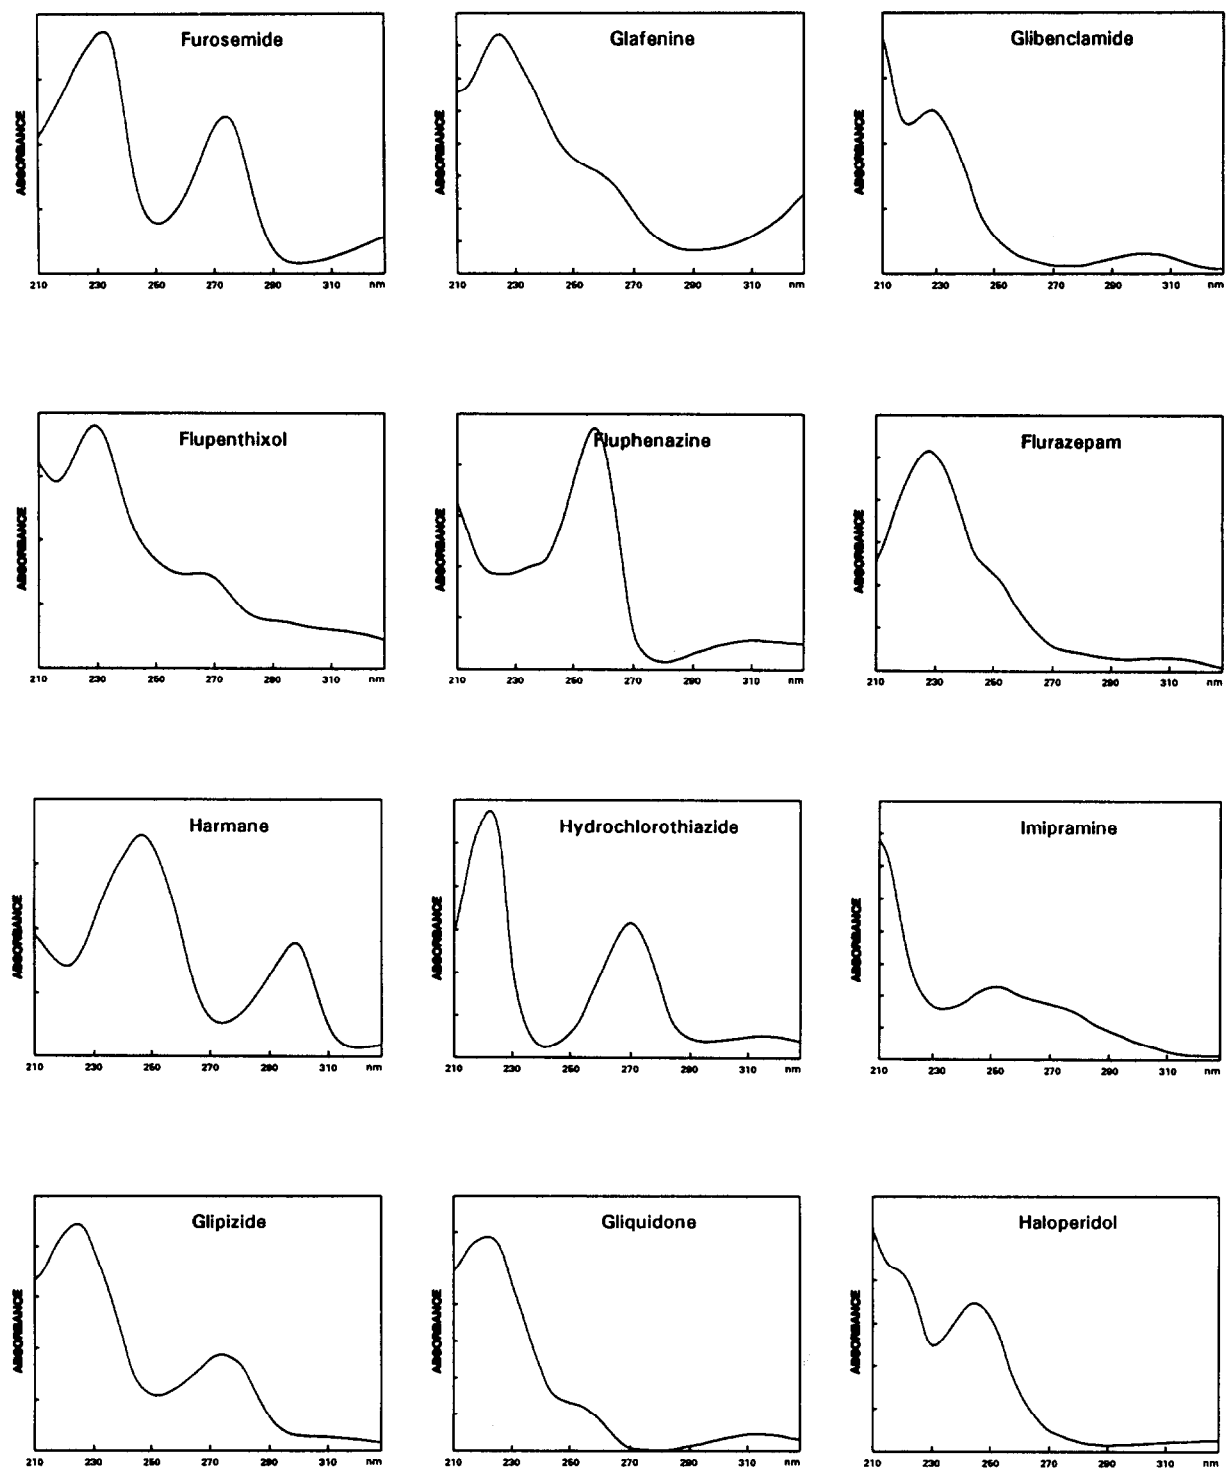 Furosemide
ABSORBANCE
210 230 250 270 290 310 nm
Glafenine
ABSORBANCE
210 230 250 270 290 310 nm
Glibenclamide
ABSORBANCE
210 230 250 270 290 310 nm
Flupenthixol
ABSORBANCE
210 230 250 270 290 310 nm
Fluphenazine
ABSORBANCE
210 230 250 270 290 310 nm
Flurazepam
ABSORBANCE
210 230 250 270 290 310 nm
Harmane
ABSORBANCE
210 230 250 270 290 310 nm
Hydrochlorothiazide
ABSORBANCE
210 230 250 270 290 310 nm
Imipramine
ABSORBANCE
210 230 250 270 290 310 nm
Glipizide
ABSORBANCE
210 230 250 270 290 310 nm
Gliquidone
ABSORBANCE
210 230 250 270 290 310 nm
Haloperidol
ABSORBANCE
210 230 250 270 290 310 nm